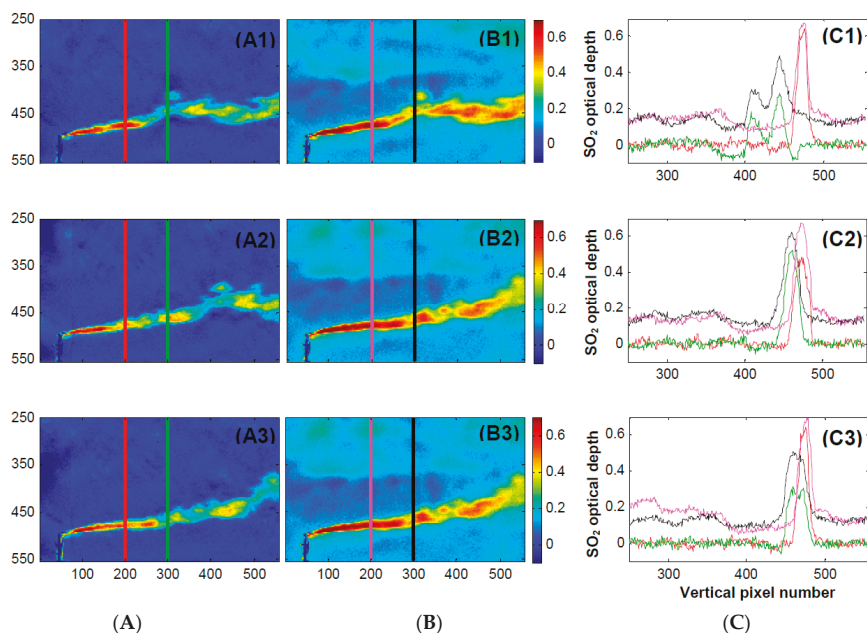 250
350
450
550
(A1)
(B1)
0.6
0.4
0.2
0
SO2 optical depth
0.6
0.4
0.2
0
(C1)
300
400
500
250
350
450
550
(A2)
(B2)
0.6
0.4
0.2
0
SO2 optical depth
0.6
0.4
0.2
0
(C2)
300
400
500
250
350
450
550
(A3)
(B3)
0.6
0.4
0.2
0
SO2 optical depth
0.6
0.4
0.2
0
(C3)
100 200 300 400 500
100 200 300 400 500
300 400 500
Vertical pixel number
(A)
(B)
(C)